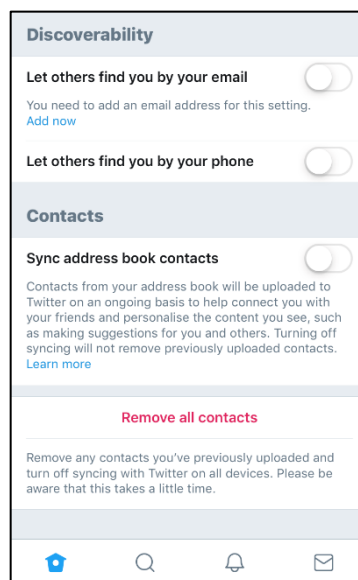 Discoverability
Let others find you by your email
You need to add an email address for this setting.
Add now
Let others find you by your phone
Contacts
Sync address book contacts
Contacts from your address book will be uploaded to
Twitter on an ongoing basis to help connect you with
your friends and personalise the content you see, such
as making suggestions for you and others. Turning off
syncing will not remove previously uploaded contacts.
Learn more
Remove all contacts
Remove any contacts you've previously uploaded and
turn off syncing with Twitter on all devices. Please be
aware that this takes a little time.